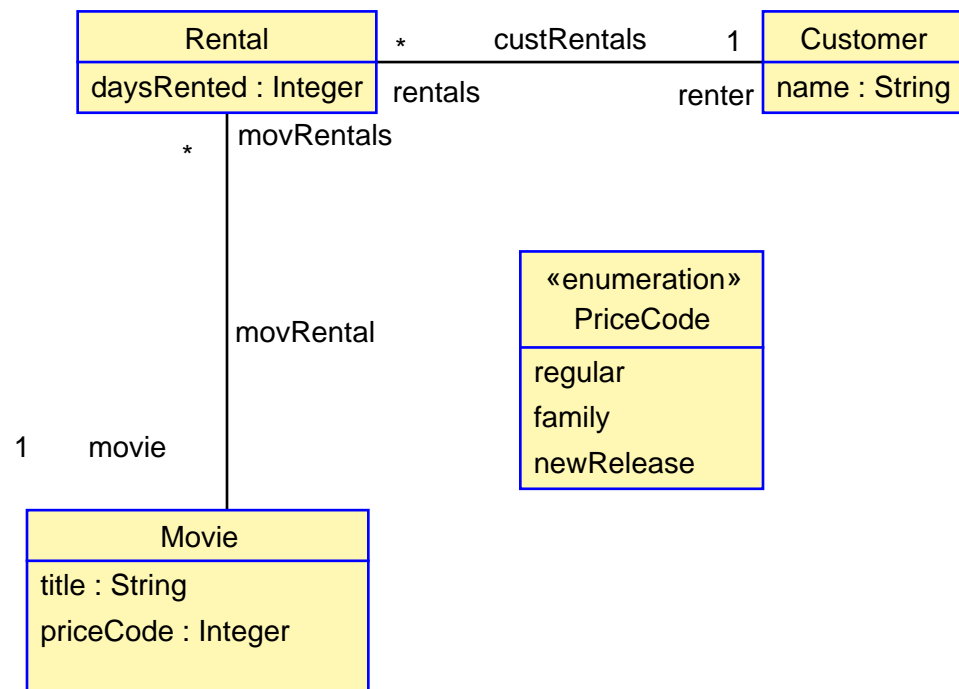 Rental
* custRentals 1
Customer
daysRented : Integer
rentals
renter
name : String
*
movRentals
«enumeration»
PriceCode
movRental
regular
family
newRelease
1 movie
Movie
title : String
priceCode : Integer